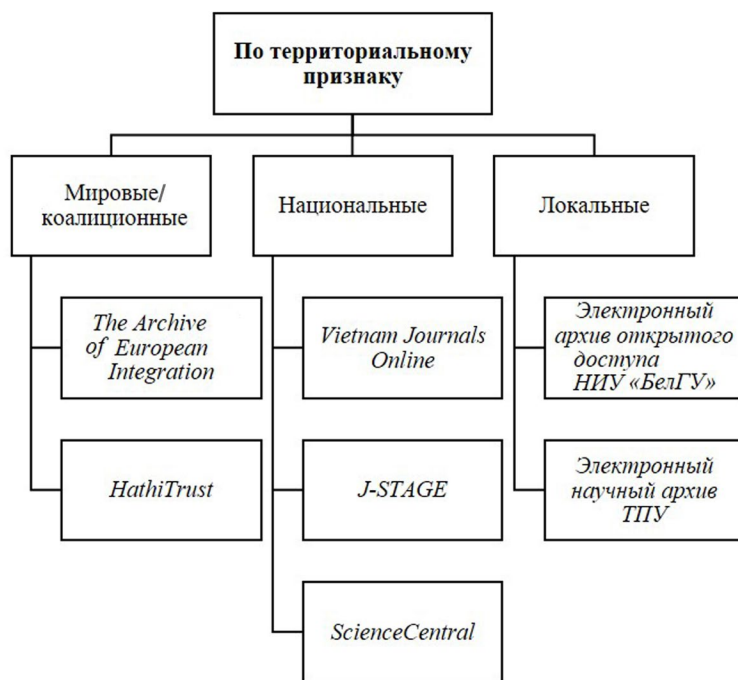 По территориальному
признаку
Мировые/
коалиционные
Национальные
Локальные
The Archive
of European
Integration
HathiTrust
Vietnam Journals
Online
J-STAGE
ScienceCentral
Электронный
архив открытого
доступа
НИУ «БелГУ»
Электронный
научный архив
ТПУ